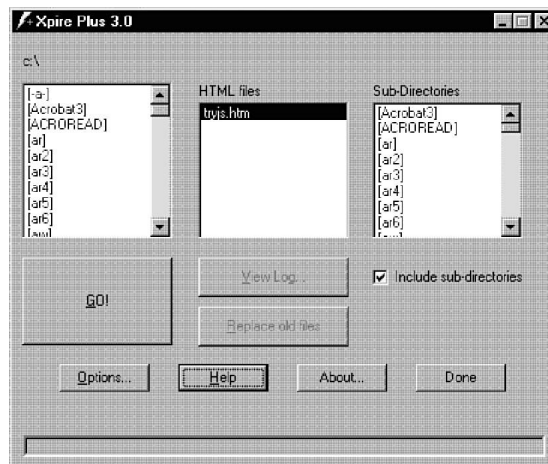 Xpire Plus 3.0
c:\
[-a-]
[Acrobat3]
[ACROREAD]
[ar]
[ar2]
[ar3]
[ar4]
[ar5]
[ar6]
HTML files
tryjs.htm
Sub-Directories
[Acrobat3]
[ACROREAD]
[ar]
[ar2]
[ar3]
[ar4]
[ar5]
[ar6]
GO!
View Log...
Replace old files
Include sub-directories
Options...
Help
About...
Done